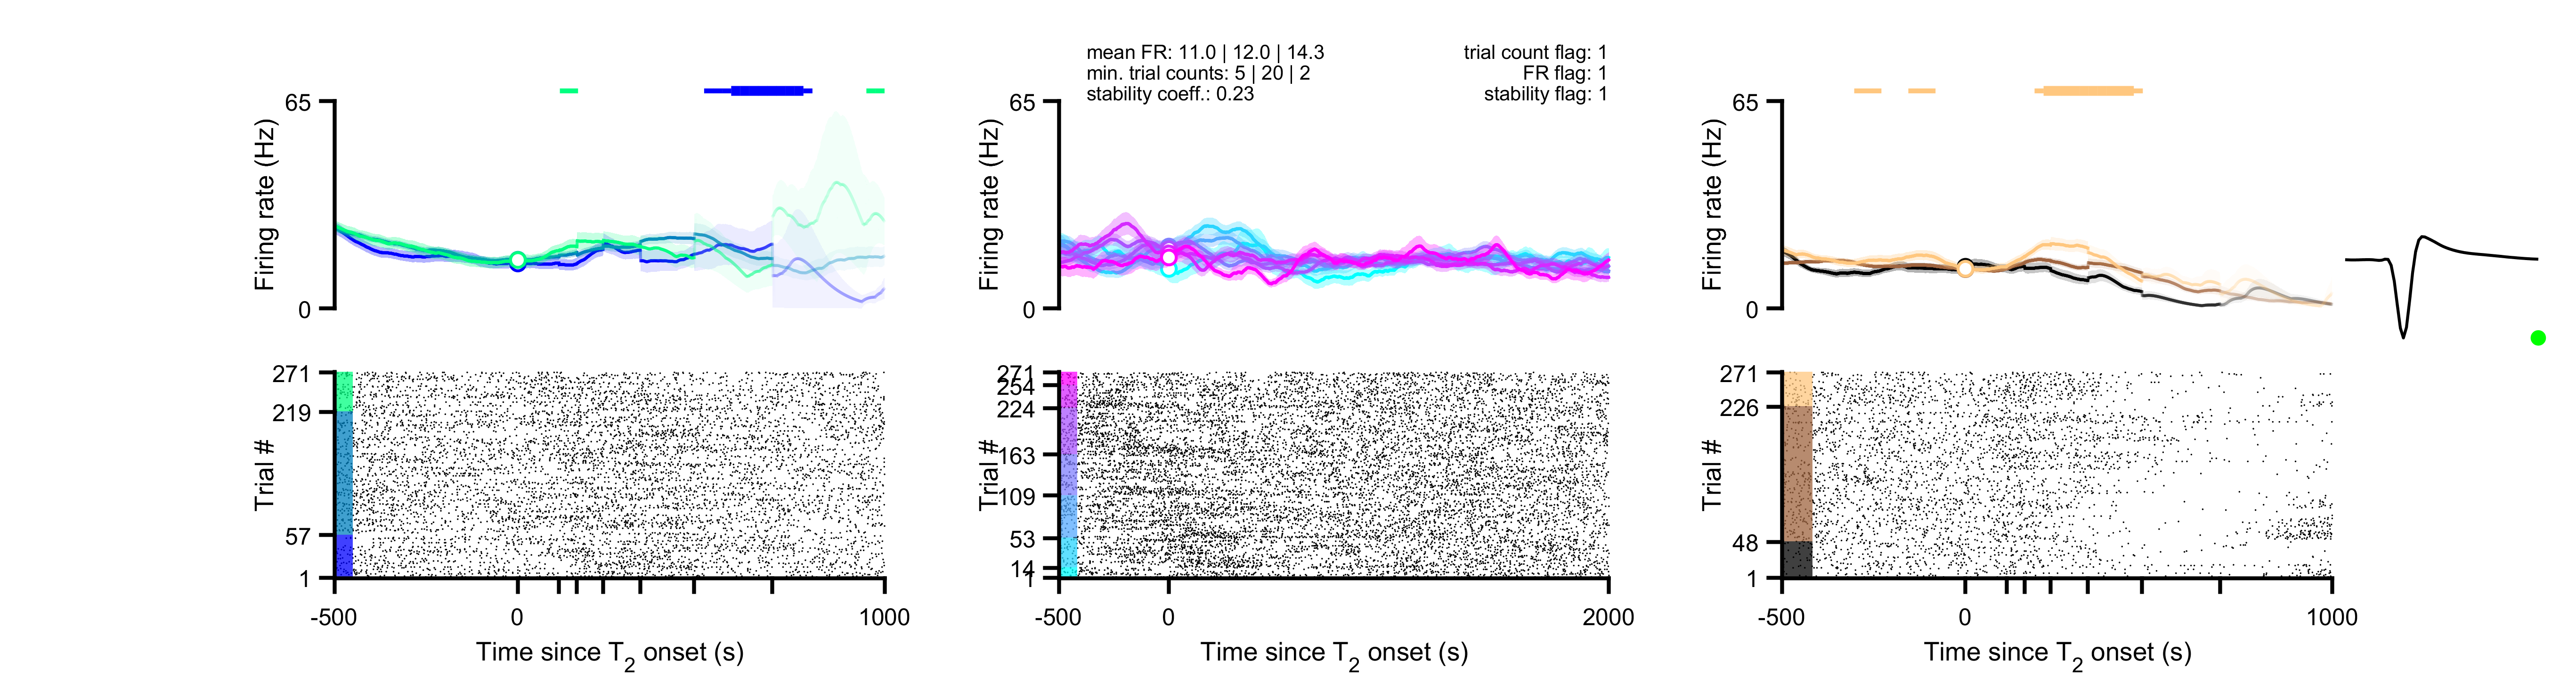 mean FR: 11.0 | 12.0 | 14.3
min. trial counts: 5 | 20 | 2
stability coeff.: 0.23
trial count flag: 1
FR flag: 1
stability flag: 1
65
Firing rate (Hz)
0
65
Firing rate (Hz)
0
65
Firing rate (Hz)
0
271
219
Trial #
57
1
-500
0
1000
Time since T2 onset (s)
271
254
224
Trial #
163
109
53
14
1
-500
0
2000
Time since T2 onset (s)
271
226
Trial #
48
1
-500
0
1000
Time since T2 onset (s)